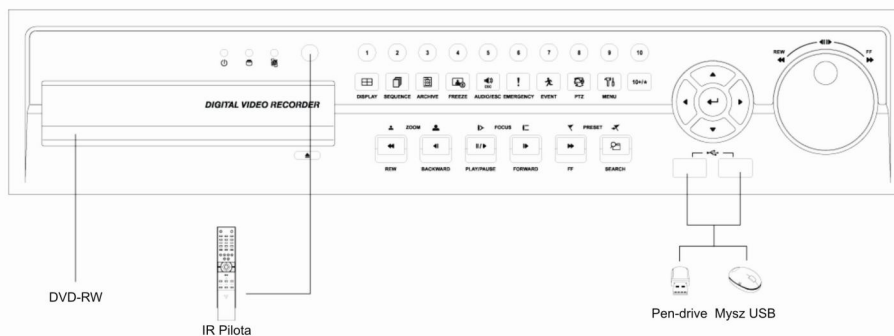 1 2 3 4 5 6 7 8 9 10
REW FF
DISPLAY SEQUENCE ARCHIVE FREEZE AUDIO/ESC EMERGENCY EVENT PTZ MENU 10+/*
ESC
DIGITAL VIDEO RECORDER
ZOOM FOCUS PRESET
REW BACKWARD PLAY/PAUSE FORWARD FF SEARCH
DVD-RW
IR Pilota
Pen-drive Mysz USB